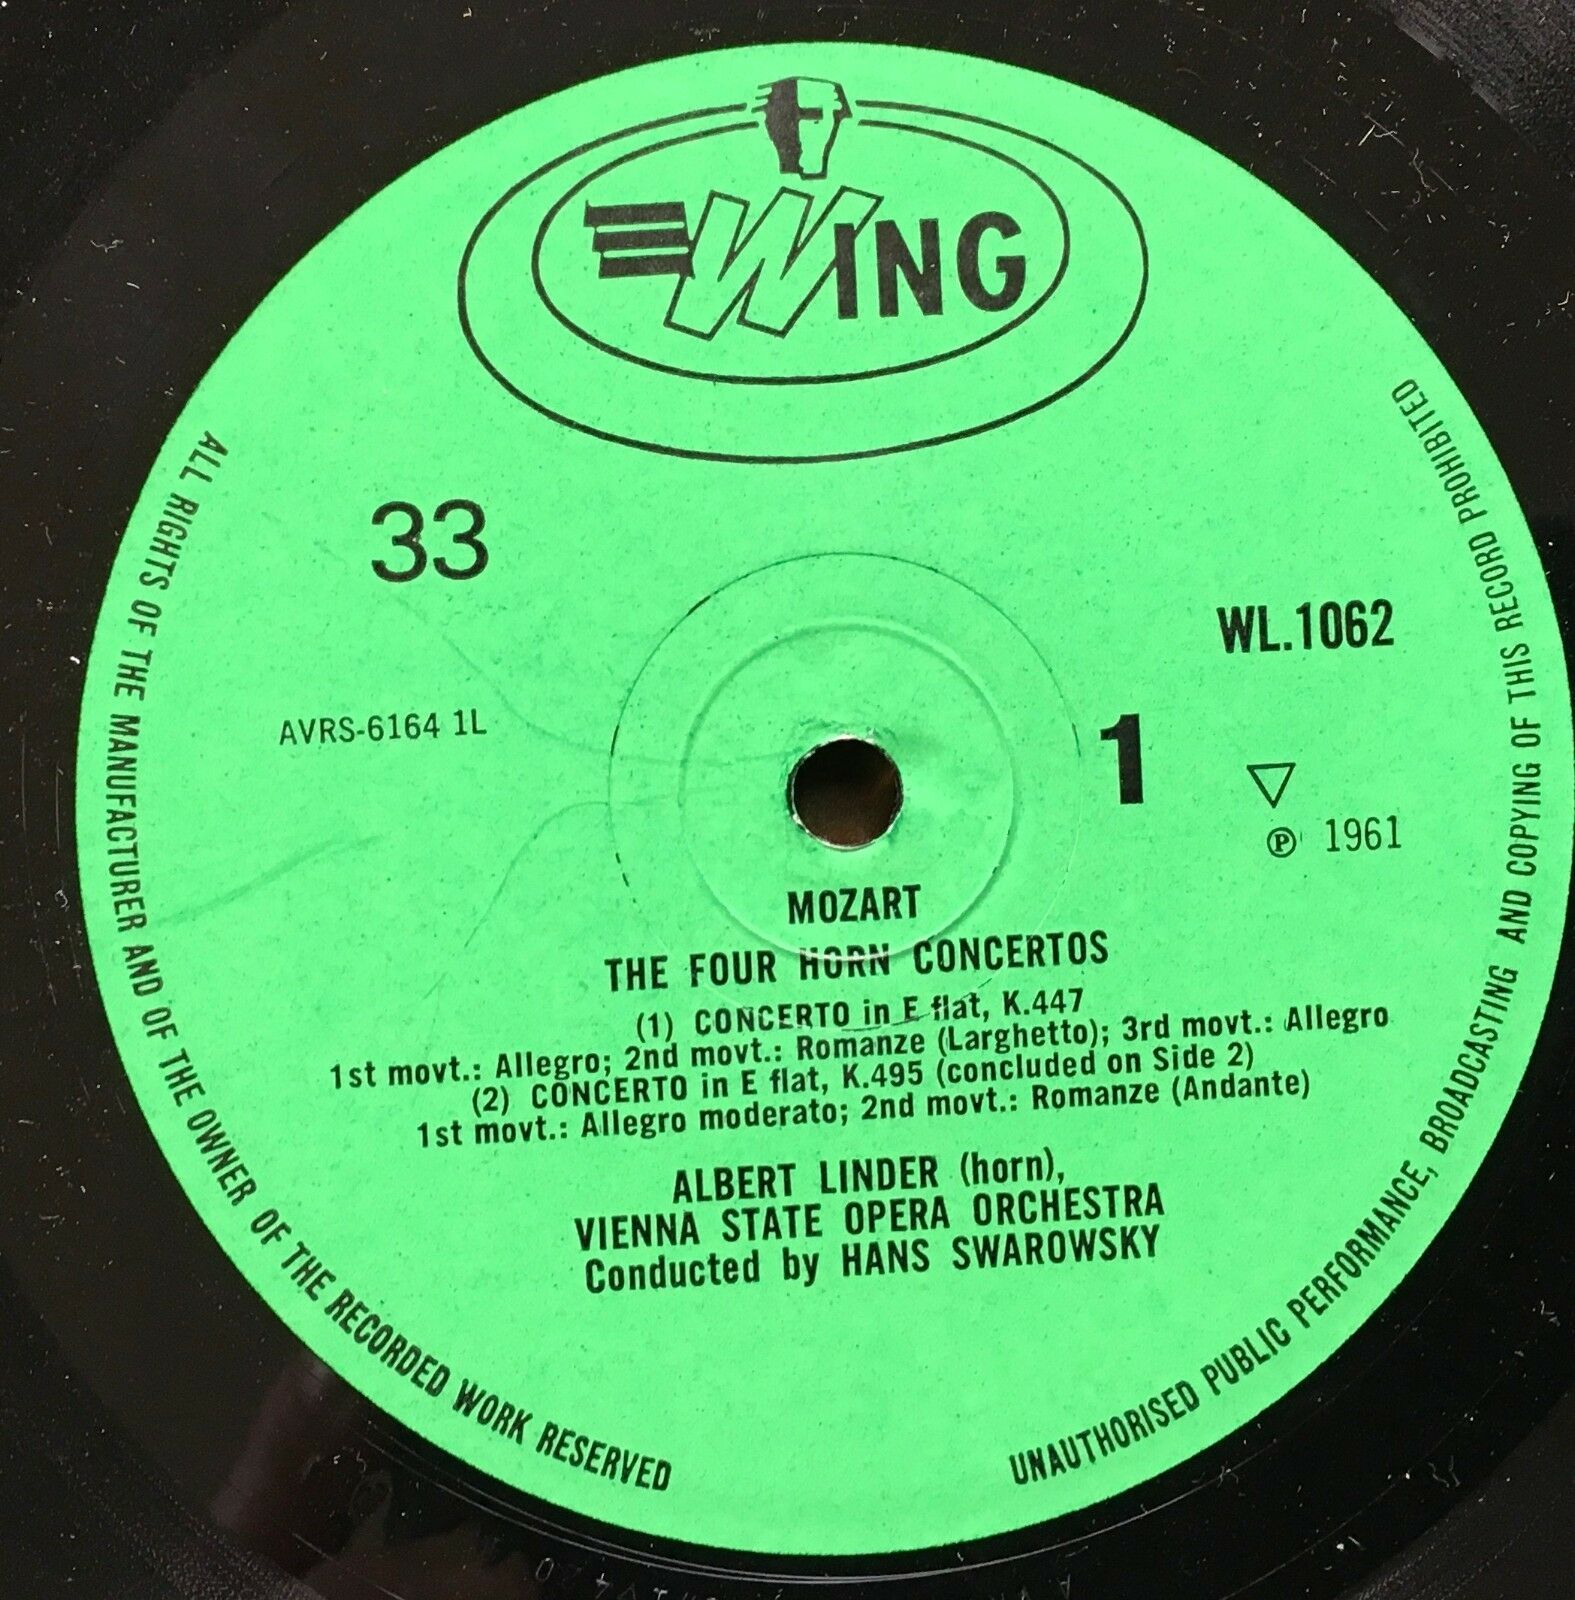 WING
33
WL.1062
AVRS-6164 1L
1
℗ 1961
MOZART
THE FOUR HORN CONCERTOS
(1) CONCERTO in E flat, K.447
1st movt.: Allegro; 2nd movt.: Romanze (Larghetto); 3rd movt.: Allegro
(2) CONCERTO in E flat, K.495 (concluded on Side 2)
1st movt.: Allegro moderato; 2nd movt.: Romanze (Andante)
ALBERT LINDER (horn),
VIENNA STATE OPERA ORCHESTRA
Conducted by HANS SWAROWSKY
ALL RIGHTS OF THE MANUFACTURER AND OF THE OWNER OF THE RECORDED WORK RESERVED
UNAUTHORISED PUBLIC PERFORMANCE, BROADCASTING AND COPYING OF THIS RECORD PROHIBITED